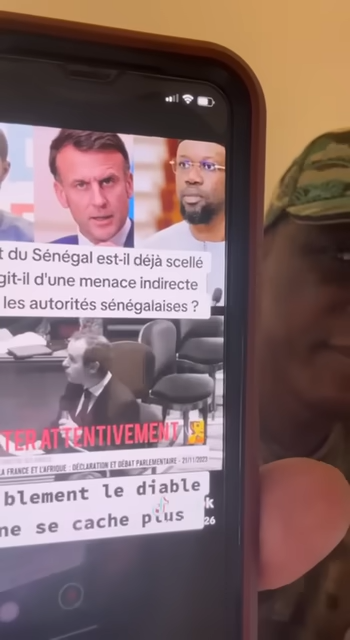 t du Sénégal est-il déjà scellé
git-il d'une menace indirecte
les autorités sénégalaises ?
TER ATTENTIVEMENT
LA FRANCE ET L'AFRIQUE : DÉCLARATION ET DÉBAT PARLEMENTAIRE - 21/11/2023
blement le diable
ne se cache plus
k
26